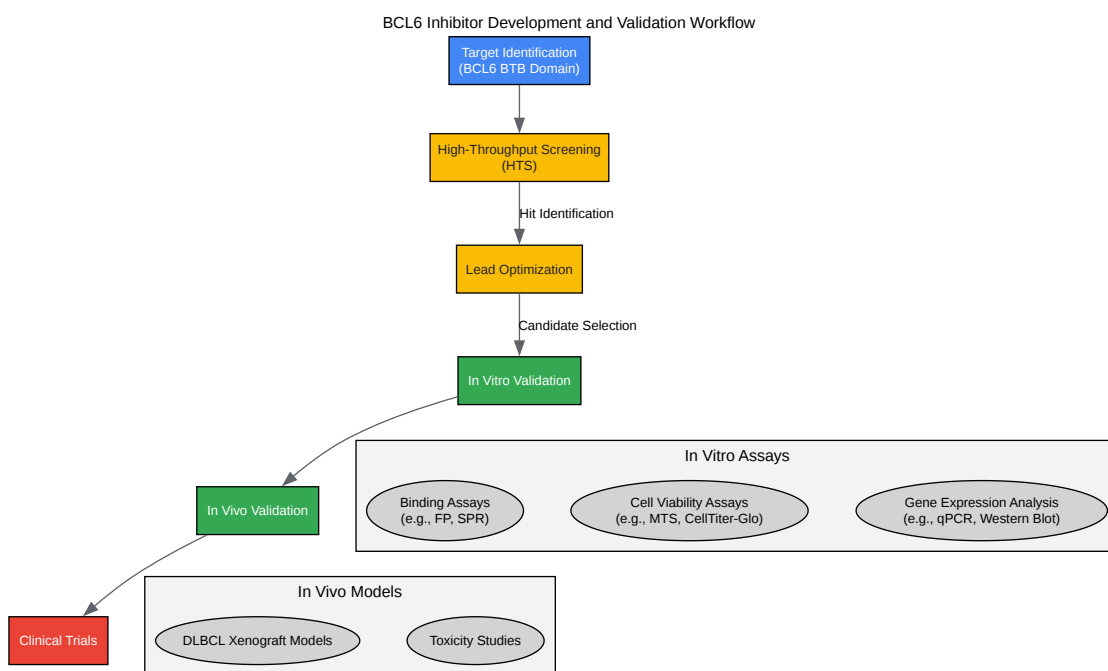 BCL6 Inhibitor Development and Validation Workflow
Target Identification
(BCL6 BTB Domain)
High-Throughput Screening
(HTS)
Hit Identification
Lead Optimization
Candidate Selection
In Vitro Validation
In Vitro Assays
Binding Assays
(e.g., FP, SPR)
Cell Viability Assays
(e.g., MTS, CellTiter-Glo)
Gene Expression Analysis
(e.g., qPCR, Western Blot)
In Vivo Validation
In Vivo Models
DLBCL Xenograft Models
Toxicity Studies
Clinical Trials